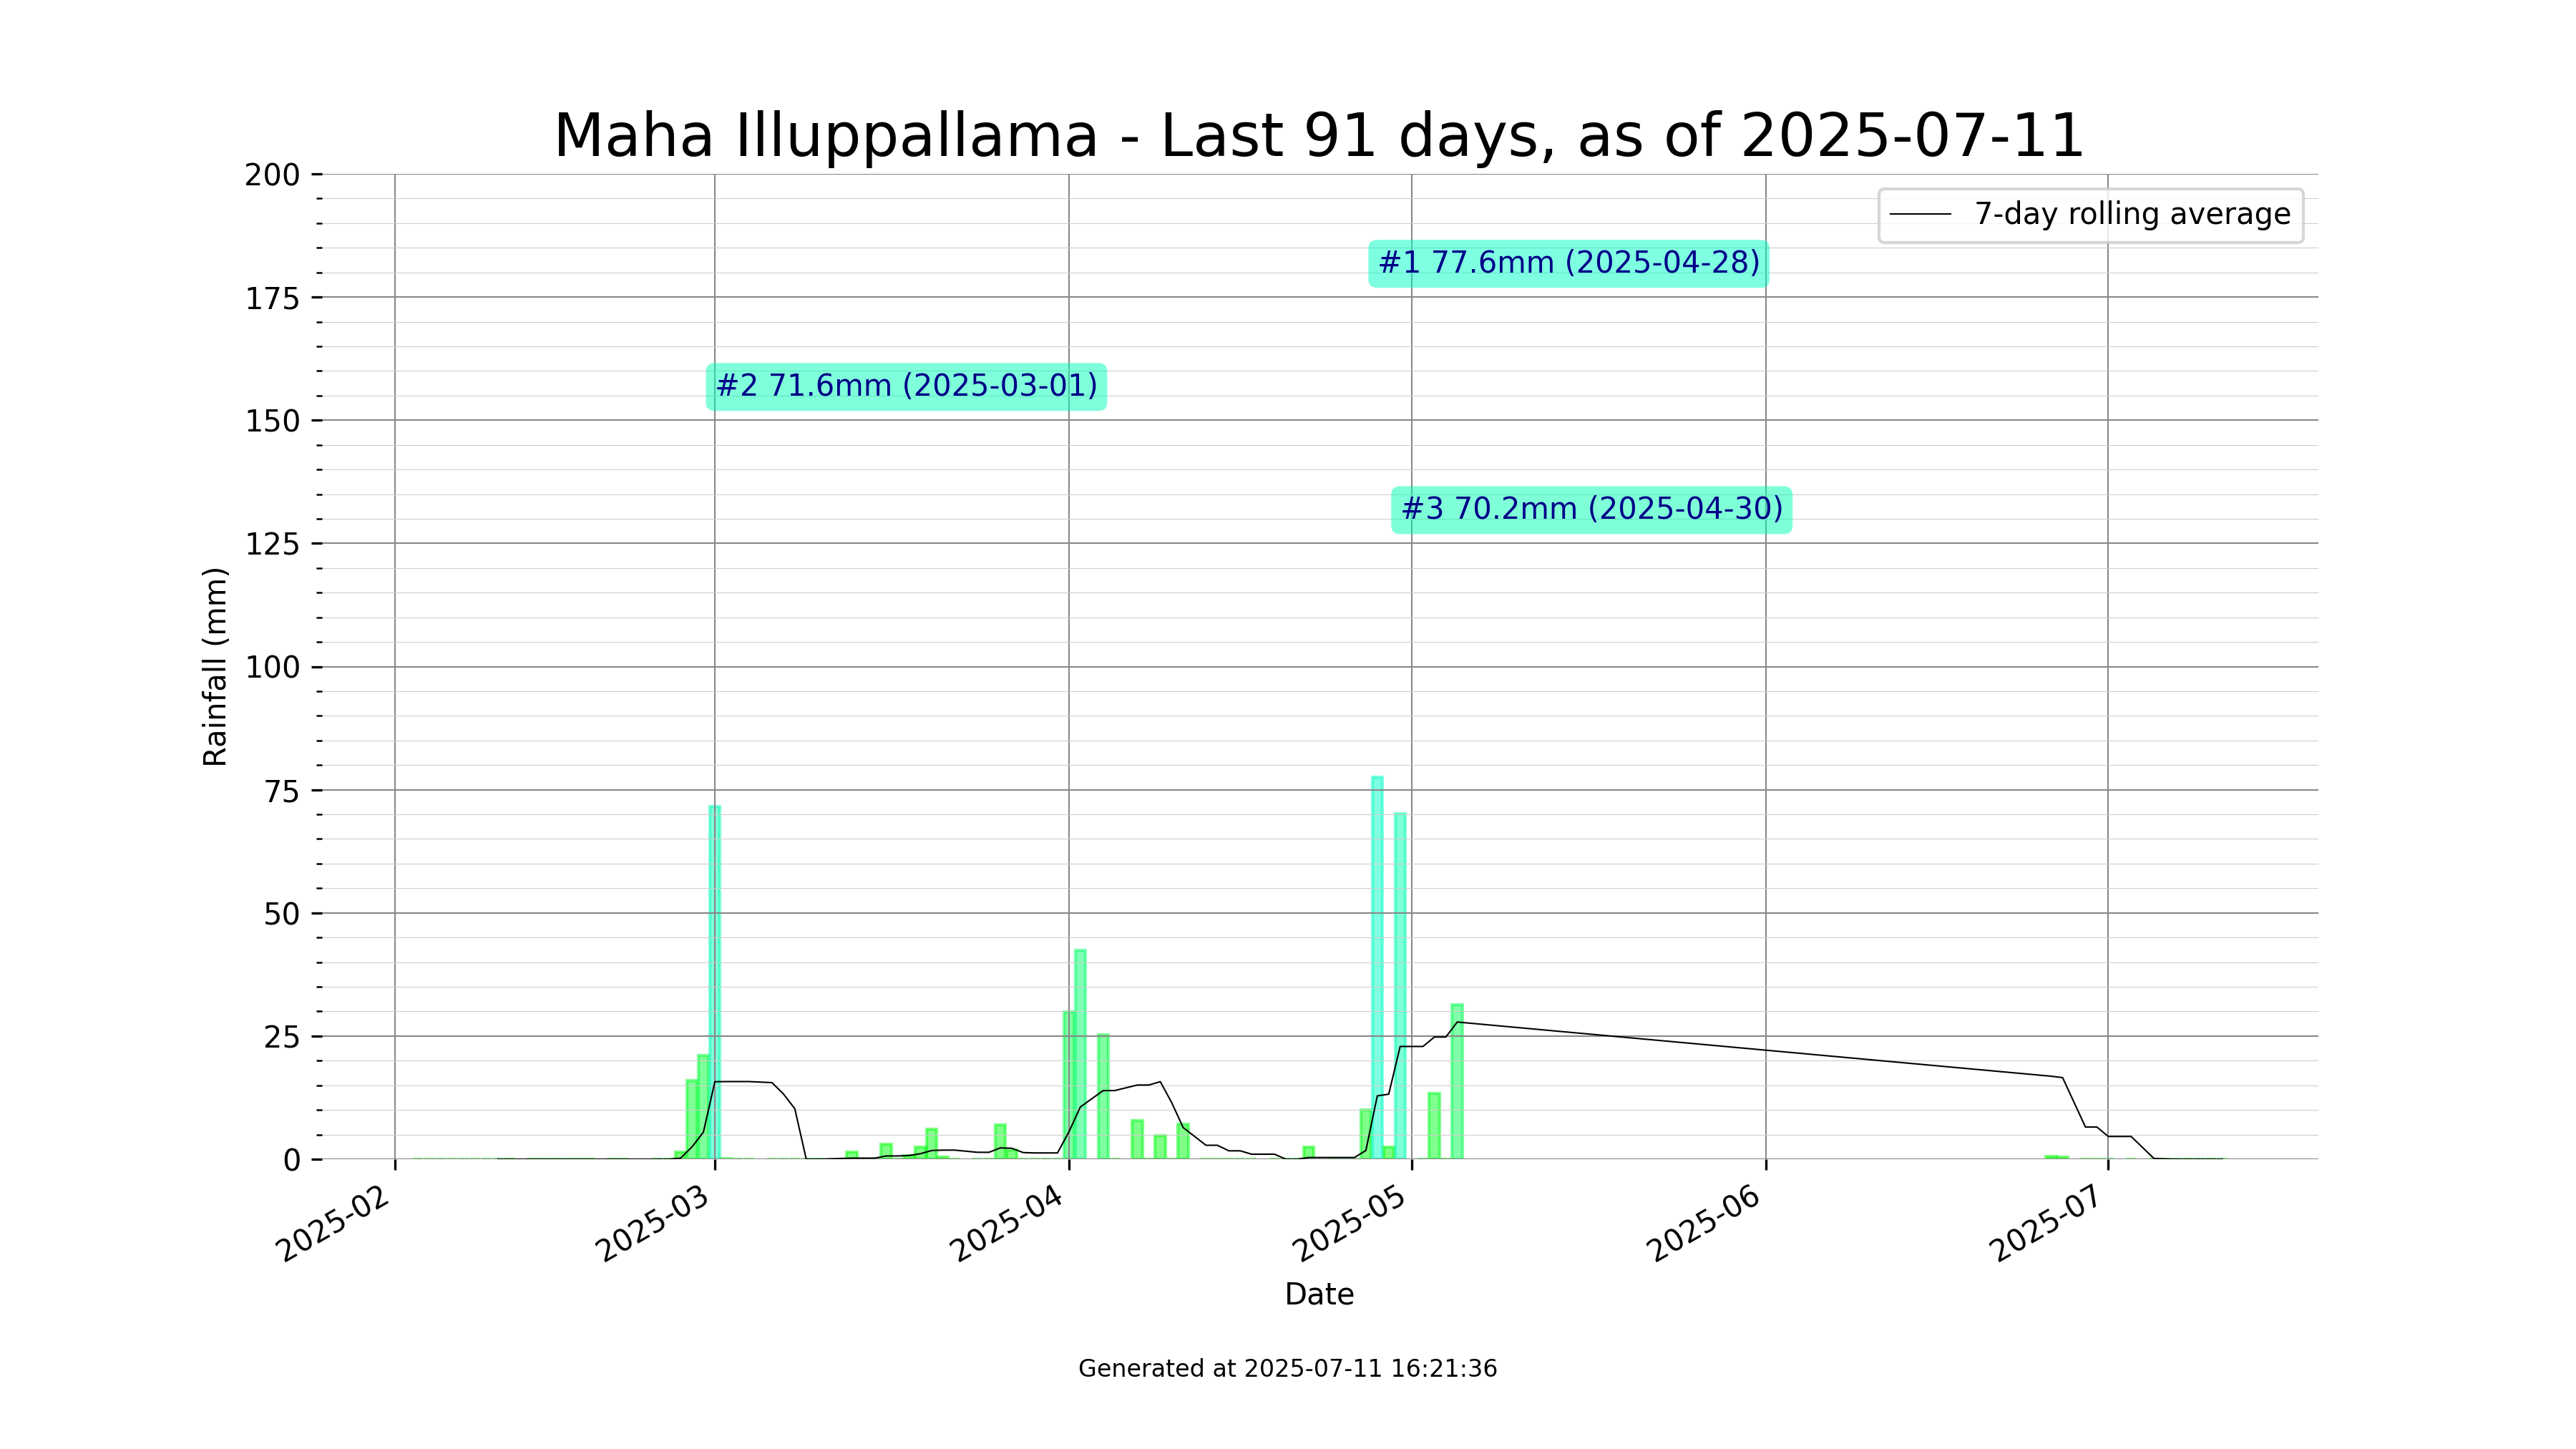 Maha Illuppallama - Last 91 days, as of 2025-07-11
200
175
150
125
100
75
50
25
0
Rainfall (mm)
7-day rolling average
#1 77.6mm (2025-04-28)
#2 71.6mm (2025-03-01)
#3 70.2mm (2025-04-30)
2025-02
2025-03
2025-04
2025-05
2025-06
2025-07
Date
Generated at 2025-07-11 16:21:36